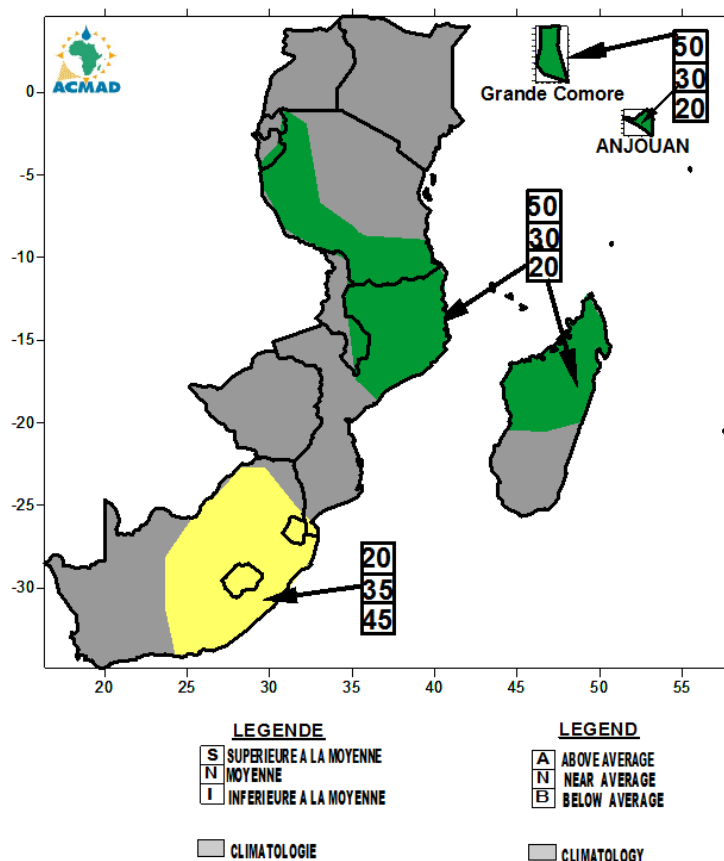 ACMAD
0
-5
-10
-15
-20
-25
-30
20
25
30
35
40
45
50
55
Grande Comore
ANJOUAN
50
30
20
50
30
20
20
35
45
LEGENDE
S SUPERIEURE A LA MOYENNE
N MOYENNE
I INFERIEURE A LA MOYENNE
CLIMATOLOGIE
LEGEND
A ABOVE AVERAGE
N NEAR AVERAGE
B BELOW AVERAGE
CLIMATOLOGY